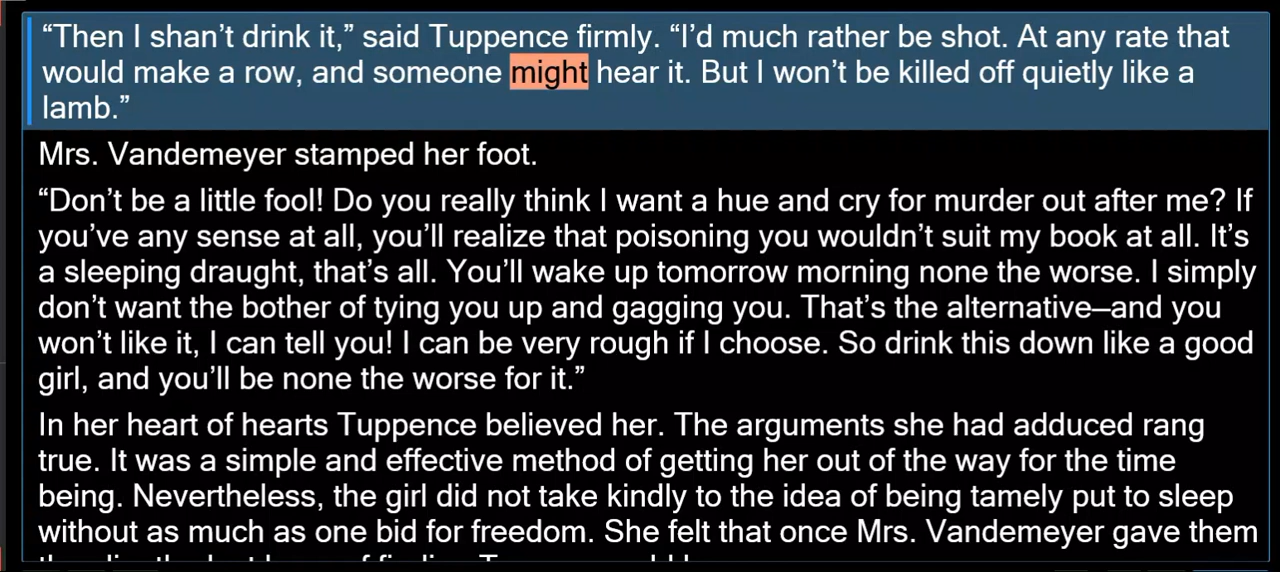 “Then I shan’t drink it,” said Tuppence firmly. “I’d much rather be shot. At any rate that
would make a row, and someone might hear it. But I won’t be killed off quietly like a
lamb.”
Mrs. Vandemeyer stamped her foot.
“Don’t be a little fool! Do you really think I want a hue and cry for murder out after me? If
you’ve any sense at all, you’ll realize that poisoning you wouldn’t suit my book at all. It’s
a sleeping draught, that’s all. You’ll wake up tomorrow morning none the worse. I simply
don’t want the bother of tying you up and gagging you. That’s the alternative—and you
won’t like it, I can tell you! I can be very rough if I choose. So drink this down like a good
girl, and you’ll be none the worse for it.”
In her heart of hearts Tuppence believed her. The arguments she had adduced rang
true. It was a simple and effective method of getting her out of the way for the time
being. Nevertheless, the girl did not take kindly to the idea of being tamely put to sleep
without as much as one bid for freedom. She felt that once Mrs. Vandemeyer gave them